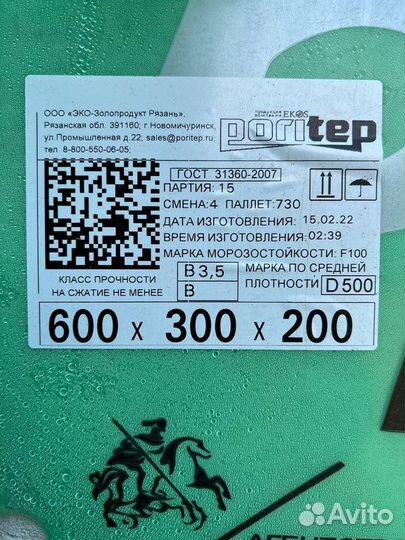 ООО «ЭКО-Золопродукт Рязань»;
Рязанская обл. 391160; г.Новомичуринск,
ул.Промышленная д.22; sales@poritep.ru,
тел. 8-800-550-06-05;
ПРОДУКЦИЯ КОМПАНИИ EKOS
poritep
ГОСТ 31360-2007
ПАРТИЯ: 15
СМЕНА: 4 ПАЛЛЕТ: 730
ДАТА ИЗГОТОВЛЕНИЯ: 15.02.22
ВРЕМЯ ИЗГОТОВЛЕНИЯ: 02:39
МАРКА МОРОЗОСТОЙКОСТИ: F100
КЛАСС ПРОЧНОСТИ
НА СЖАТИЕ НЕ МЕНЕЕ
В 3,5
В
МАРКА ПО СРЕДНЕЙ
ПЛОТНОСТИ D500
600 x 300 x 200
Avito